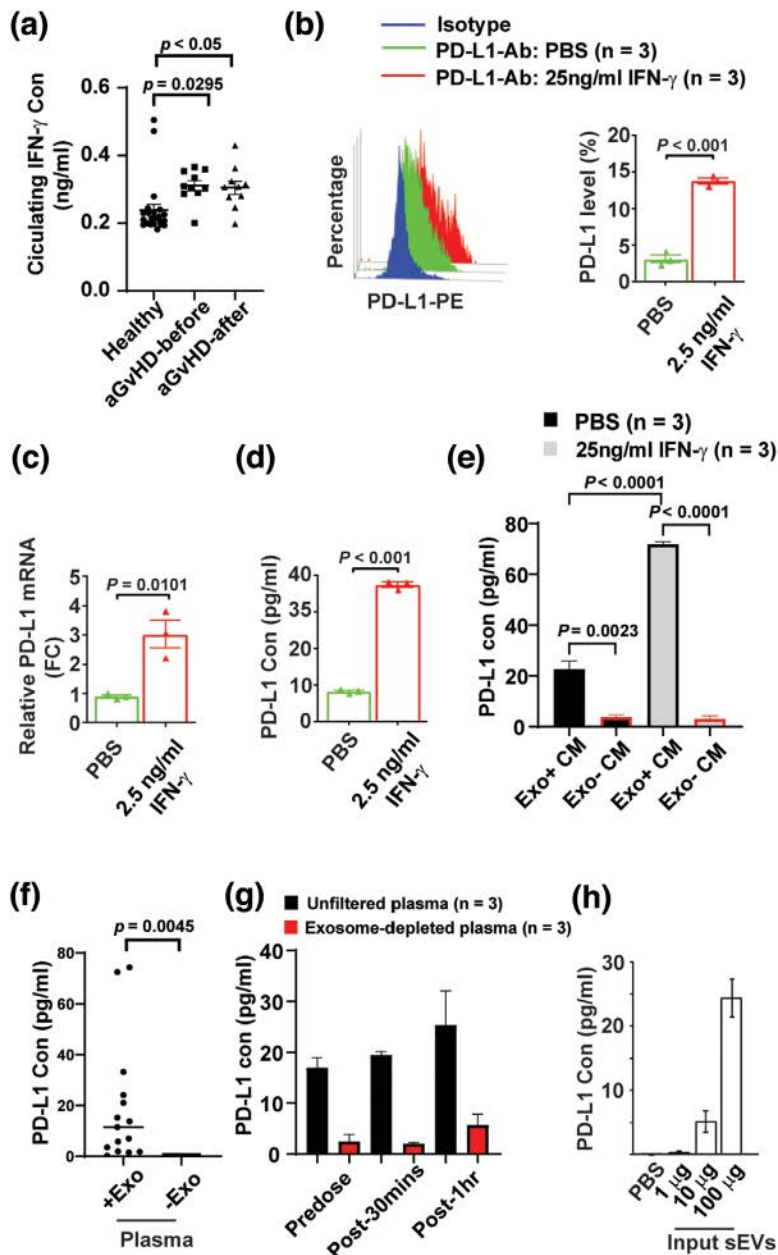 (a)
p < 0.05
p = 0.0295
Ciculating IFN-γ Con
(ng/ml)
0.6
0.4
0.2
0.0
Healthy
aGvHD-before
aGvHD-after
(b)
Isotype
PD-L1-Ab: PBS (n = 3)
PD-L1-Ab: 25ng/ml IFN-γ (n = 3)
Percentage
PD-L1-PE
P < 0.001
PD-L1 level (%)
20
15
10
5
0
PBS
2.5 ng/ml
IFN-γ
(c)
P = 0.0101
Relative PD-L1 mRNA
(FC)
5
4
3
2
1
0
PBS
2.5 ng/ml
IFN-γ
(d)
P < 0.001
PD-L1 Con (pg/ml)
40
35
10
5
0
PBS
2.5 ng/ml
IFN-γ
(e)
PBS (n = 3)
25ng/ml IFN-γ (n = 3)
P < 0.0001
P < 0.0001
P = 0.0023
PD-L1 con (pg/ml)
80
60
40
20
0
Exo+ CM
Exo- CM
Exo+ CM
Exo- CM
(f)
p = 0.0045
PD-L1 Con (pg/ml)
80
60
40
20
0
+Exo
-Exo
Plasma
(g)
Unfiltered plasma (n = 3)
Exosome-depleted plasma (n = 3)
PD-L1 con (pg/ml)
40
30
20
10
0
Predose
Post-30mins
Post-1hr
(h)
PD-L1 Con (pg/ml)
30
20
10
0
PBS
1 μg
10 μg
100 μg
Input sEVs